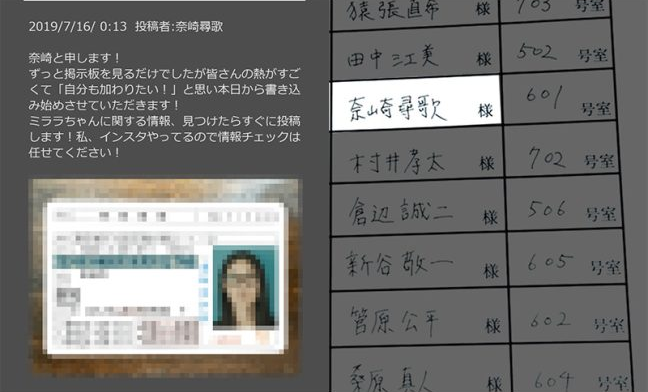 2019/7/16/ 0:13 投稿者:奈崎尋歌
奈崎と申します！
ずっと掲示板を見るだけでしたが皆さんの熱がすご
くて「自分も加わりたい！」と思い本日から書き込
み始めさせていただきます！
ミララちゃんに関する情報、見つけたらすぐに投稿
します！私、インスタやってるので情報チェックは
任せてください！
様 703 号室
田中三江美 様 502 号室
奈崎尋歌 様 601 号室
村井孝太 様 702 号室
倉辺誠二 様 506 号室
新谷敬一 様 605 号室
菅原公平 様 602 号室
桑原真人 様 604 号室